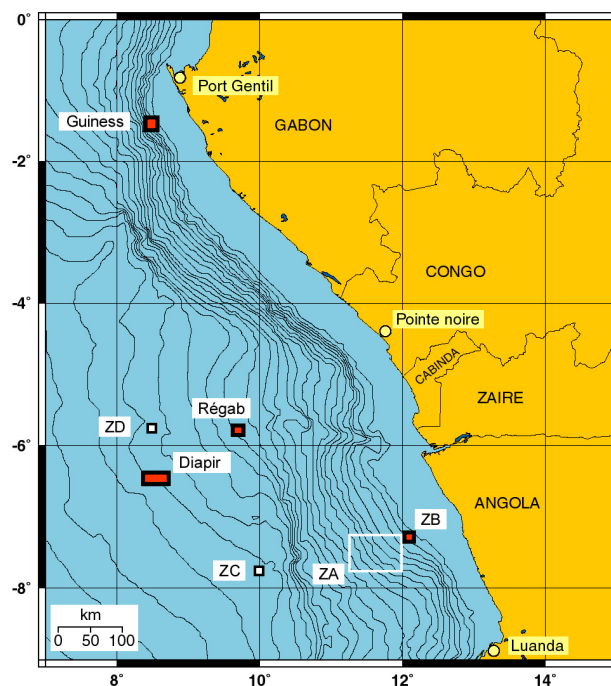 0°
Port Gentil
Guiness
GABON
-2°
CONGO
-4°
Pointe noire
CABINDA
ZAIRE
Régab
ZD
-6°
Diapir
ANGOLA
ZB
ZC
ZA
-8°
km
0 50 100
Luanda
8° 10° 12° 14°